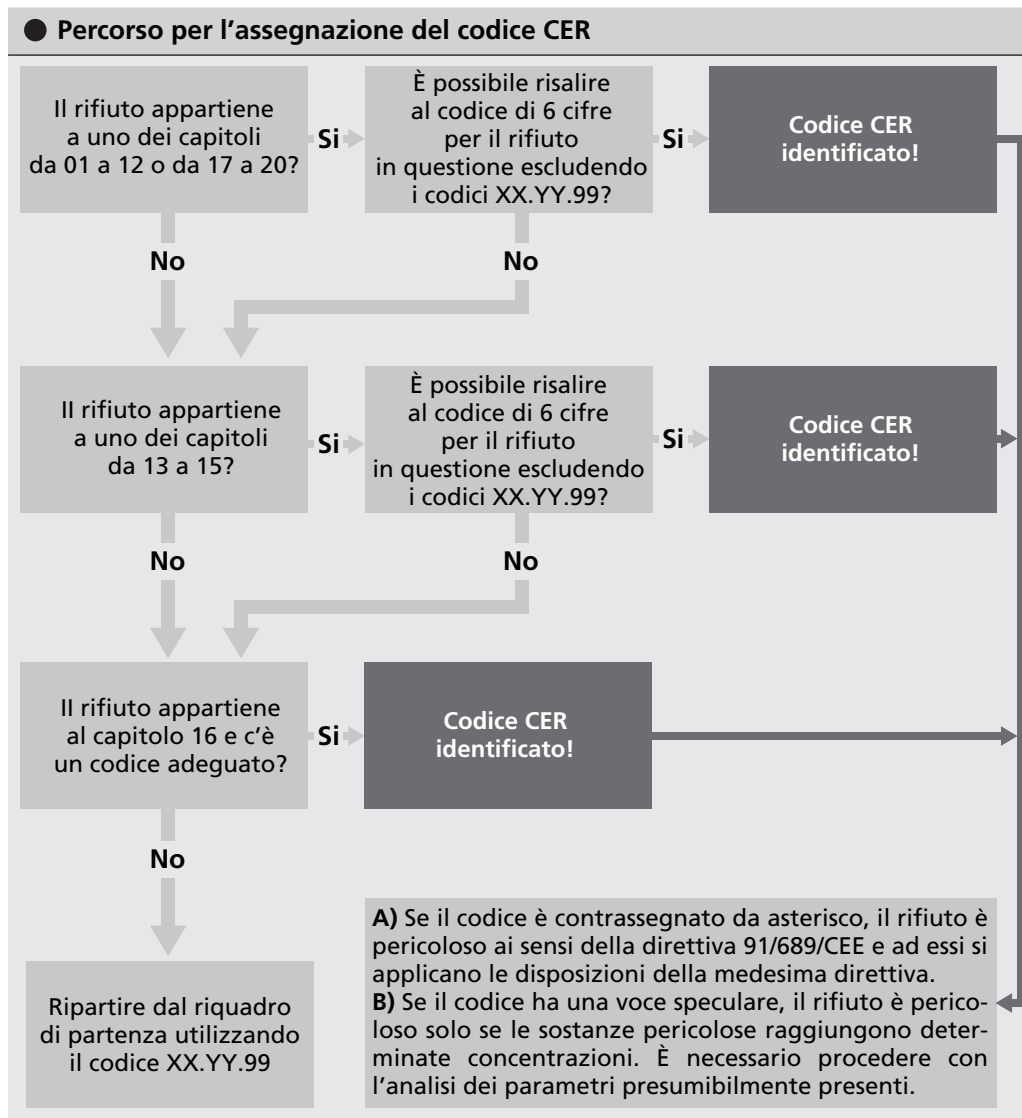 ● Percorso per l'assegnazione del codice CER
Il rifiuto appartiene
a uno dei capitoli
da 01 a 12 o da 17 a 20?
Si
È possibile risalire
al codice di 6 cifre
per il rifiuto
in questione escludendo
i codici XX.YY.99?
Si
Codice CER
identificato!
No
No
Il rifiuto appartiene
a uno dei capitoli
da 13 a 15?
Si
È possibile risalire
al codice di 6 cifre
per il rifiuto
in questione escludendo
i codici XX.YY.99?
Si
Codice CER
identificato!
No
No
Il rifiuto appartiene
al capitolo 16 e c'è
un codice adeguato?
Si
Codice CER
identificato!
No
Ripartire dal riquadro
di partenza utilizzando
il codice XX.YY.99
A) Se il codice è contrassegnato da asterisco, il rifiuto è
pericoloso ai sensi della direttiva 91/689/CEE e ad essi si
applicano le disposizioni della medesima direttiva.
B) Se il codice ha una voce speculare, il rifiuto è perico-
loso solo se le sostanze pericolose raggiungono deter-
minate concentrazioni. È necessario procedere con
l'analisi dei parametri presumibilmente presenti.